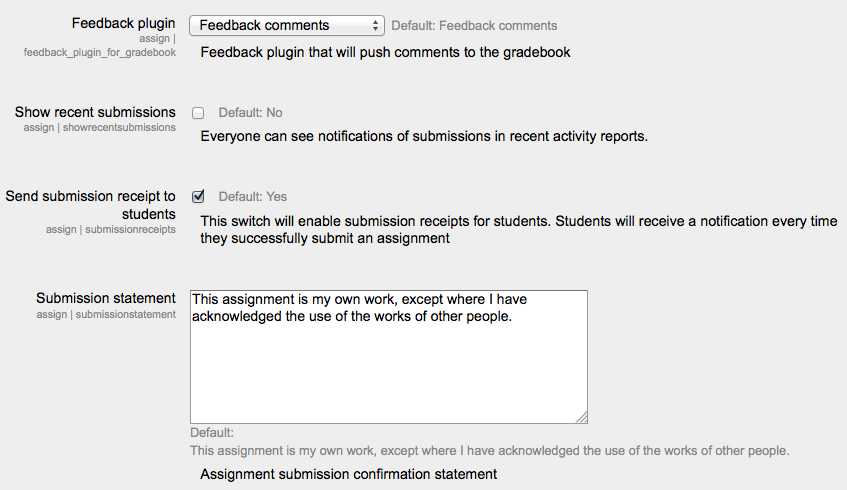 Feedback plugin
assign |
feedback_plugin_for_gradebook
Feedback comments
Default: Feedback comments
Feedback plugin that will push comments to the gradebook
Show recent submissions
assign | showrecentsubmissions
Default: No
Everyone can see notifications of submissions in recent activity reports.
Send submission receipt to
students
assign | submissionreceipts
Default: Yes
This switch will enable submission receipts for students. Students will receive a notification every time
they successfully submit an assignment
Submission statement
assign | submissionstatement
This assignment is my own work, except where I have
acknowledged the use of the works of other people.
Default:
This assignment is my own work, except where I have acknowledged the use of the works of other people.
Assignment submission confirmation statement